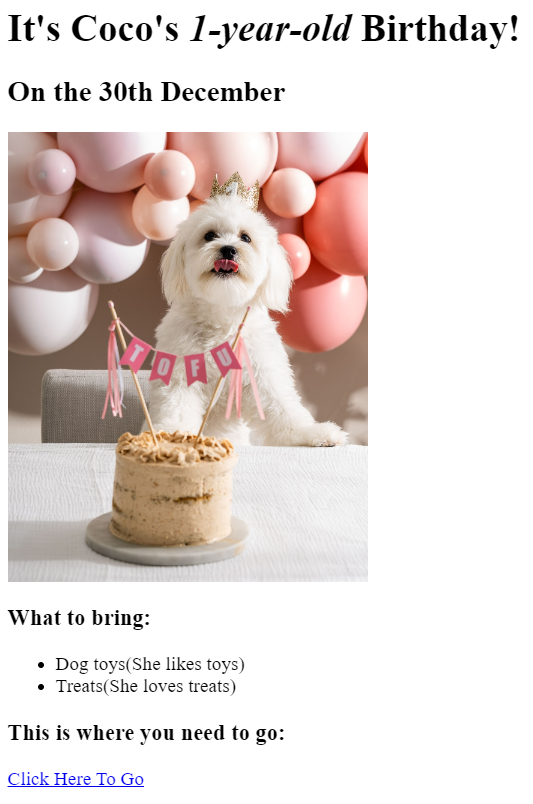 It's Coco's 1-year-old Birthday!
On the 30th December
TOFU
What to bring:
Dog toys(She likes toys)
Treats(She loves treats)
This is where you need to go:
Click Here To Go